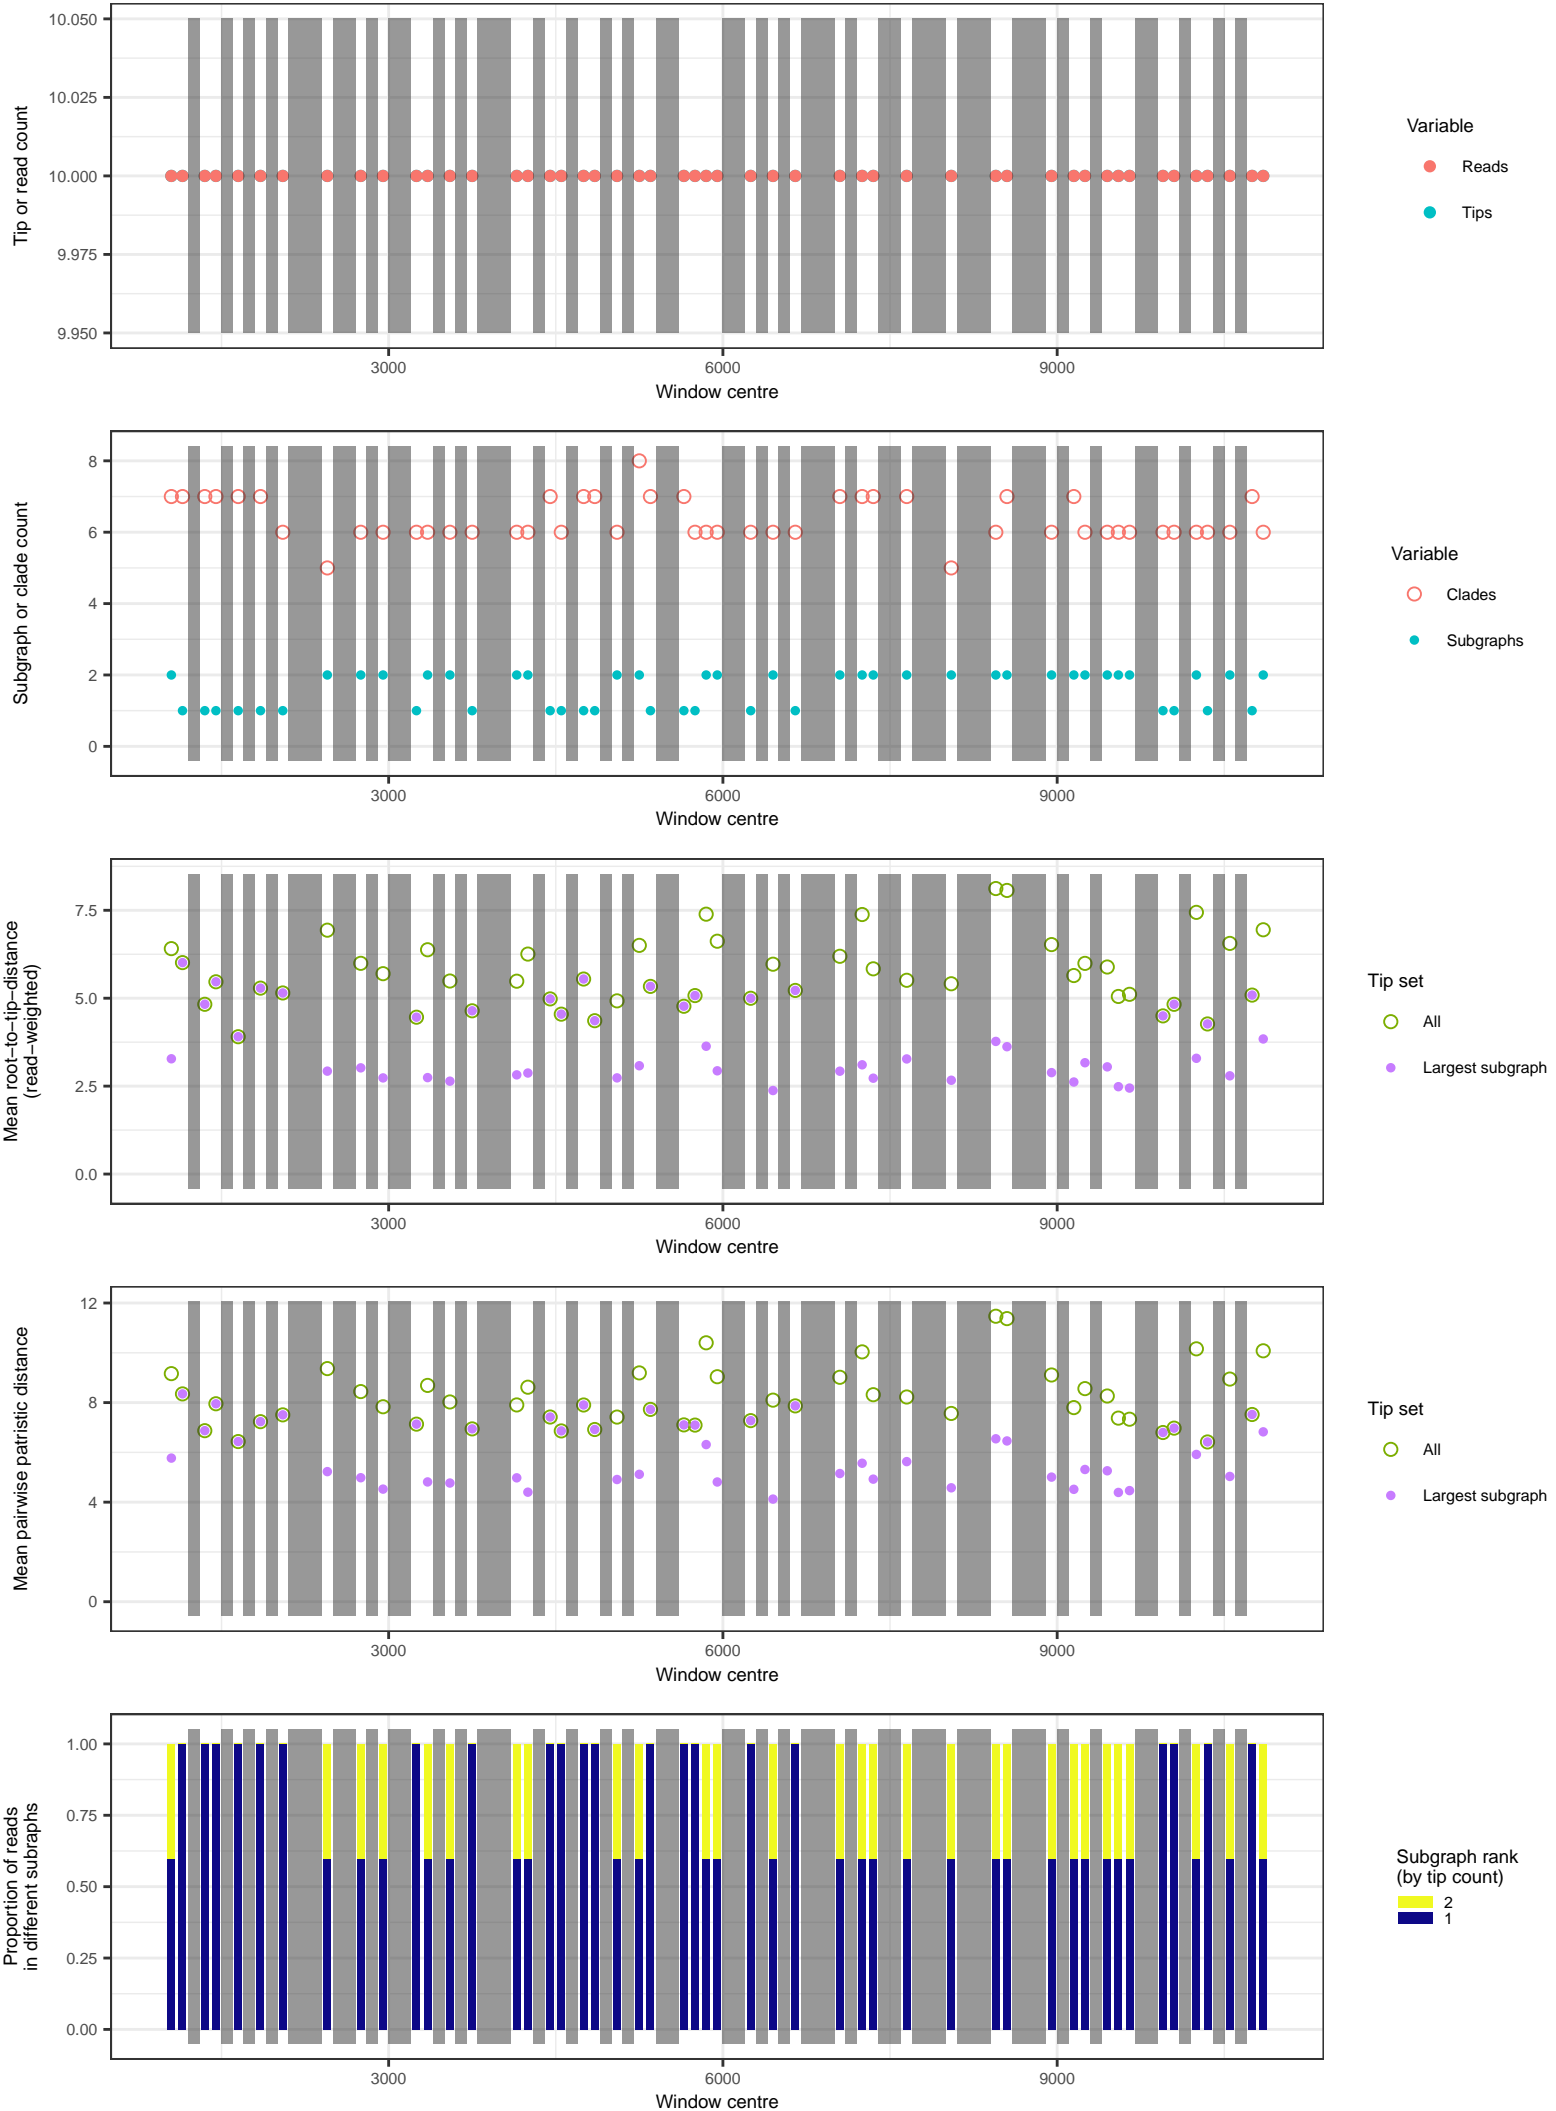 10.050
10.025
10.000
9.975
9.950
Tip or read count
3000
6000
9000
Window centre
Variable
Reads
Tips
8
6
4
2
0
Subgraph or clade count
3000
6000
9000
Window centre
Variable
Clades
Subgraphs
7.5
5.0
2.5
0.0
Mean root−to−tip−distance
(read−weighted)
3000
6000
9000
Window centre
Tip set
All
Largest subgraph
12
8
4
0
Mean pairwise patristic distance
3000
6000
9000
Window centre
Tip set
All
Largest subgraph
1.00
0.75
0.50
0.25
0.00
Proportion of reads
in different subraphs
3000
6000
9000
Window centre
Subgraph rank
(by tip count)
2
1